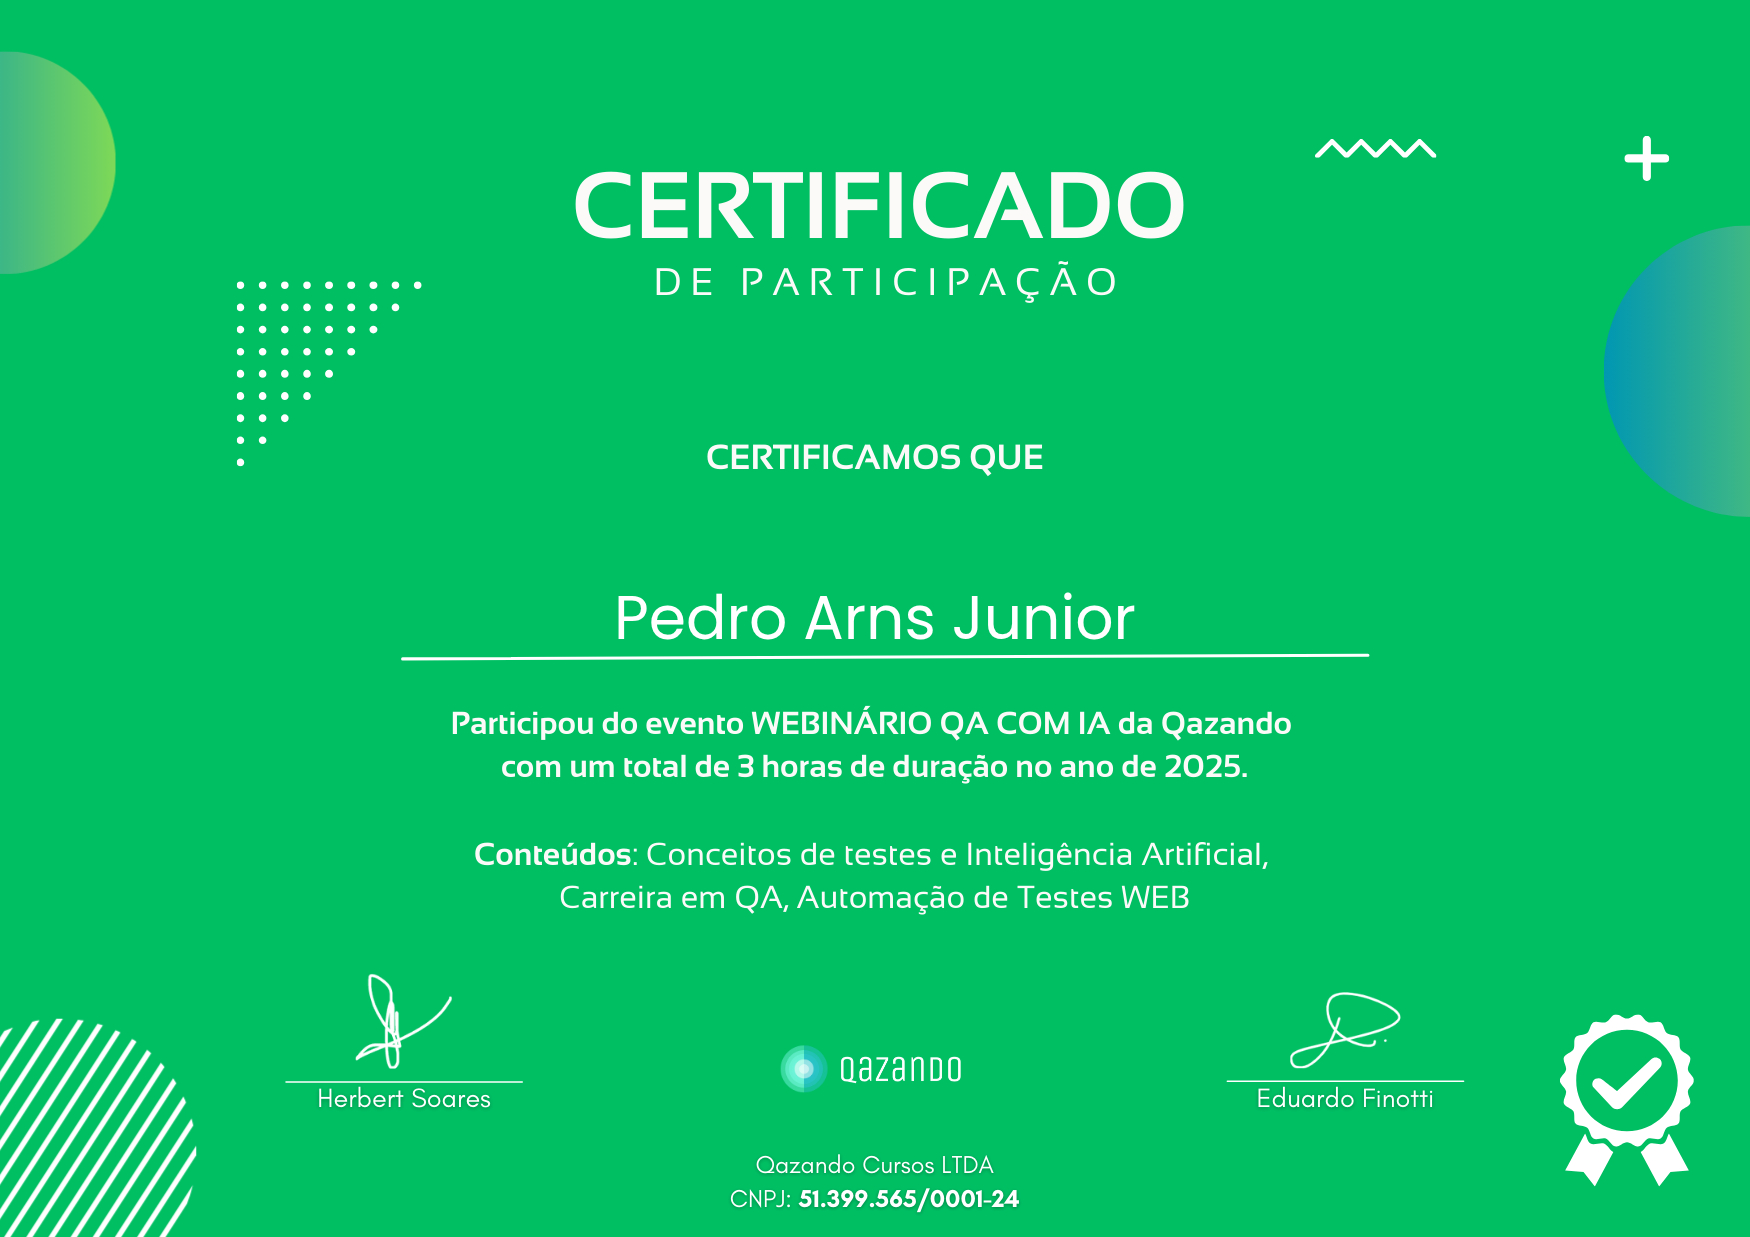 CERTIFICADO
DE PARTICIPAÇÃO
CERTIFICAMOS QUE
Pedro Arns Junior
Participou do evento WEBINÁRIO QA COM IA da Qazando
com um total de 3 horas de duração no ano de 2025.
Conteúdos: Conceitos de testes e Inteligência Artificial,
Carreira em QA, Automação de Testes WEB
Herbert Soares
QAZANDO
Eduardo Finotti
Qazando Cursos LTDA
CNPJ: 51.399.565/0001-24